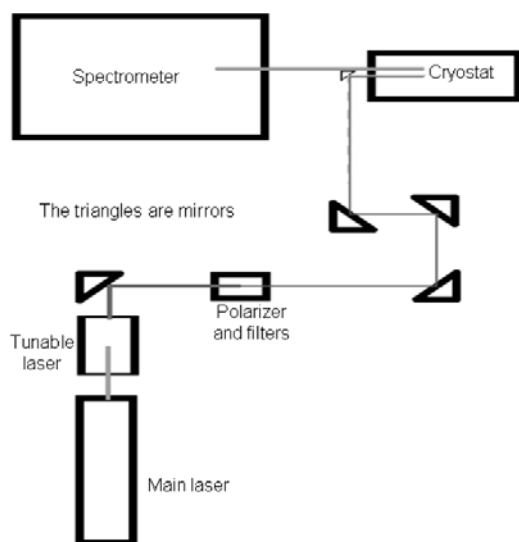 Spectrometer
Cryostat
The triangles are mirrors
Polarizer
and filters
Tunable
laser
Main laser